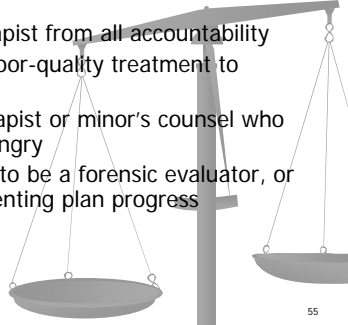 apist from all accountability
oor-quality treatment to
apist or minor's counsel who
ngry
to be a forensic evaluator, or
enting plan progress
55